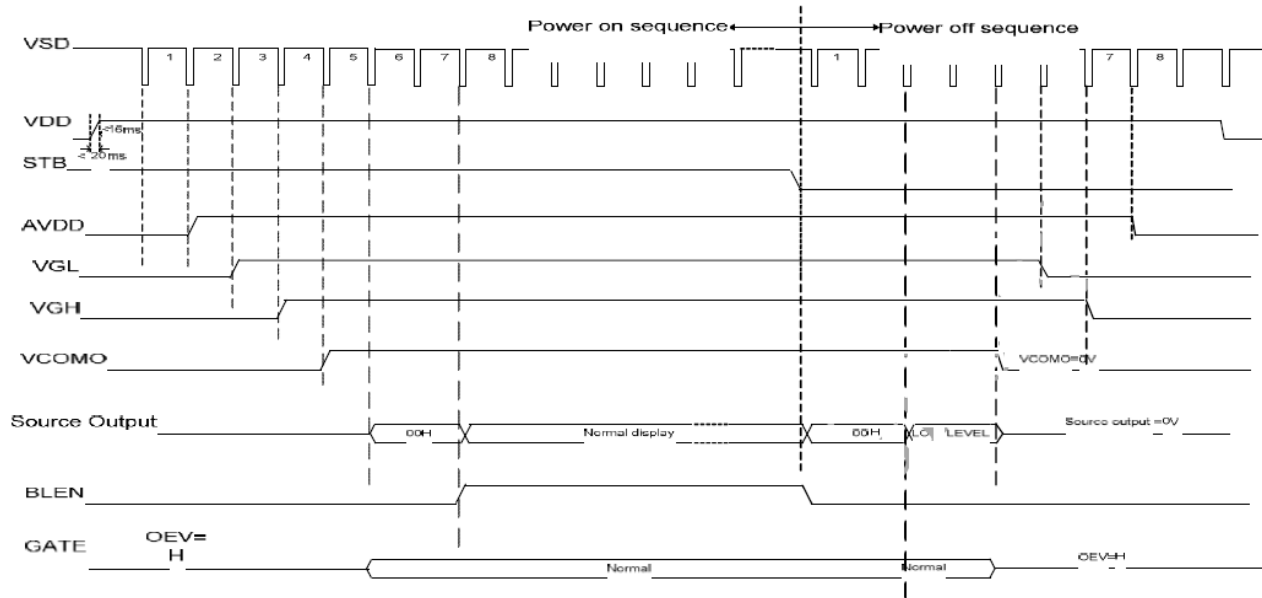 Power on sequence
Power off sequence
VSD
1 2 3 4 5 6 7 8 1 7 8
VDD
<16ms
< 20ms
STB
AVDD
VGL
VGH
VCOMO
VCOMO=0V
Source Output
00H
Normal display
00H
LEVEL
Source output =0V
BLEN
GATE
OEV=
H
Normal
Normal
OEV=H